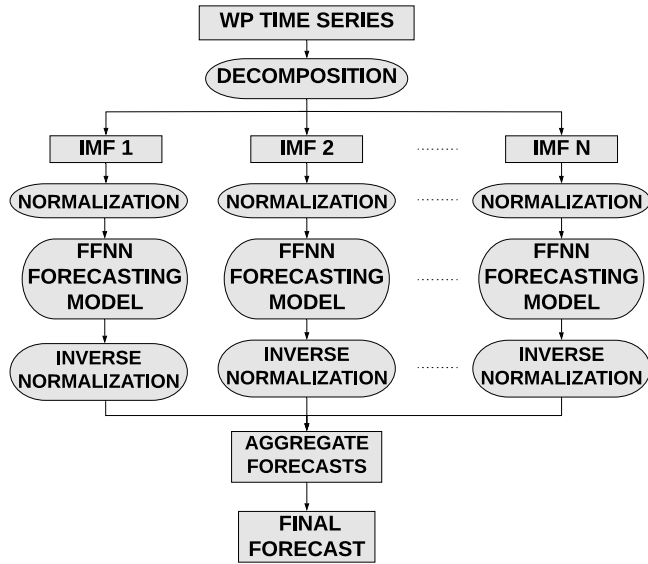 WP TIME SERIES
DECOMPOSITION
IMF 1
IMF 2
IMF N
NORMALIZATION
NORMALIZATION
NORMALIZATION
FFNN
FORECASTING
MODEL
FFNN
FORECASTING
MODEL
FFNN
FORECASTING
MODEL
INVERSE
NORMALIZATION
INVERSE
NORMALIZATION
INVERSE
NORMALIZATION
AGGREGATE
FORECASTS
FINAL
FORECAST